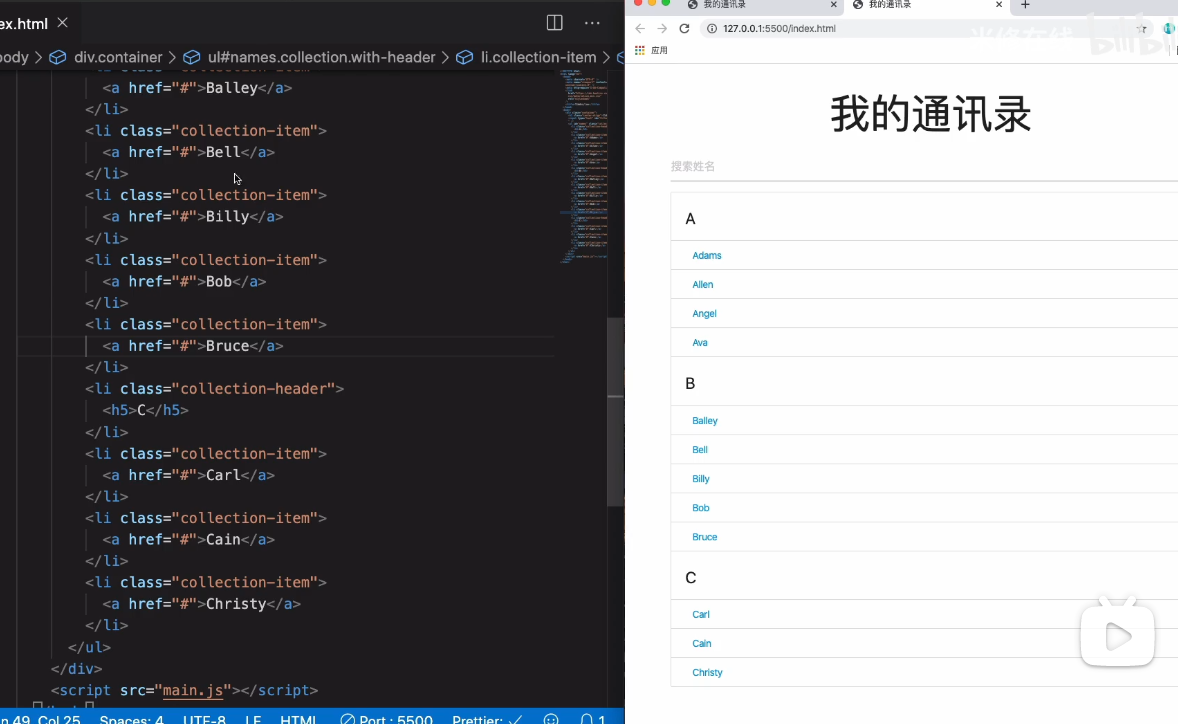 ex.html
ody > div.container > ul#names.collection.with-header > li.collection-item >
<a href="#">Balley</a>
</li>
<li class="collection-item">
<a href="#">Bell</a>
</li>
<li class="collection-item">
<a href="#">Billy</a>
</li>
<li class="collection-item">
<a href="#">Bob</a>
</li>
<li class="collection-item">
<a href="#">Bruce</a>
</li>
<li class="collection-header">
<h5>C</h5>
</li>
<li class="collection-item">
<a href="#">Carl</a>
</li>
<li class="collection-item">
<a href="#">Cain</a>
</li>
<li class="collection-item">
<a href="#">Christy</a>
</li>
</ul>
</div>
<script src="main.js"></script>
n 49, Col 25 Spaces: 4 UTF-8 LF HTML Port : 5500 Prettier: ✓ 1
我的通讯录 我的通讯录
127.0.0.1:5500/index.html
应用
bilibili
我的通讯录
搜索姓名
A
Adams
Allen
Angel
Ava
B
Balley
Bell
Billy
Bob
Bruce
C
Carl
Cain
Christy